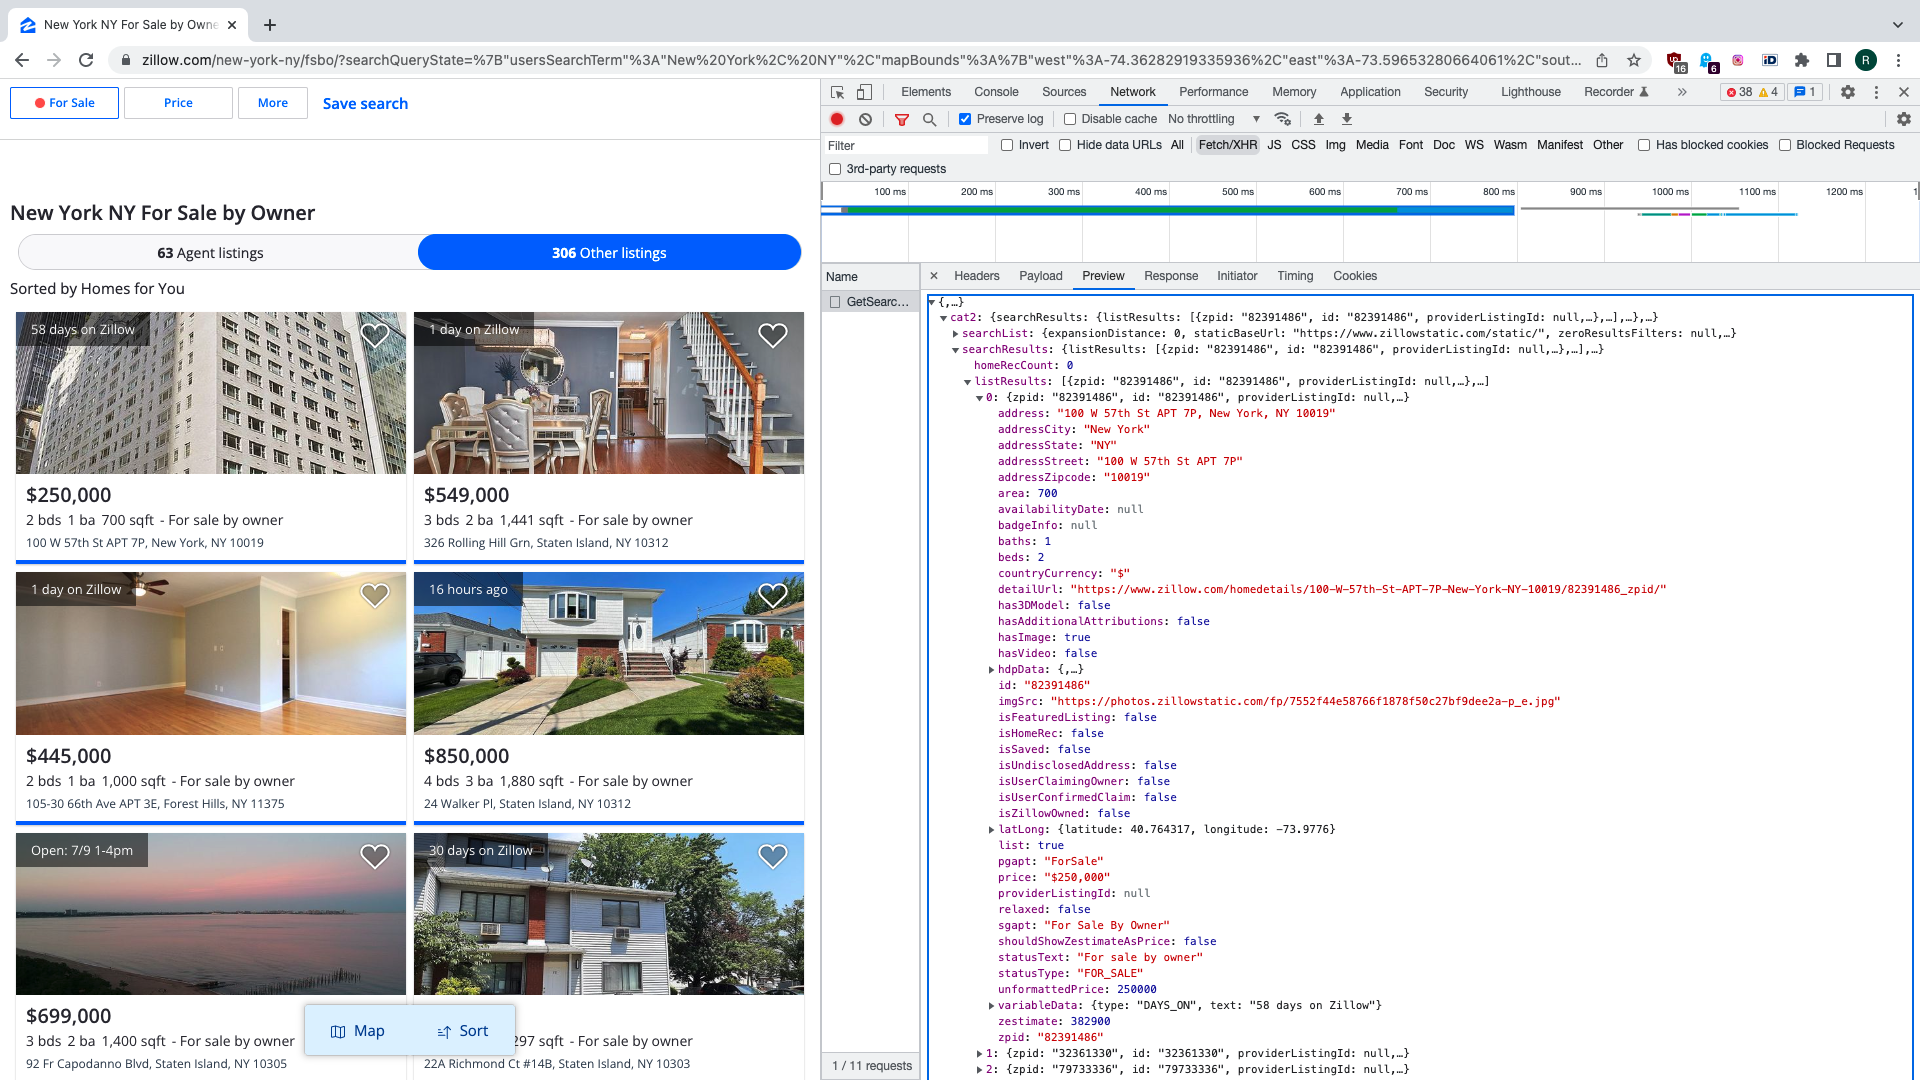 New York NY For Sale by Owne
zillow.com/new-york-ny/fsbo/?searchQueryState=%7B"usersSearchTerm"%3A"New%20York%2C%20NY"%2C"mapBounds"%3A%7B"west"%3A-74.36282919335936%2C"east"%3A-73.59653280664061%2C"sout...
16
6
iD
R
For Sale
Price
More
Save search
New York NY For Sale by Owner
63 Agent listings
306 Other listings
Sorted by Homes for You
58 days on Zillow
$250,000
2 bds 1 ba 700 sqft - For sale by owner
100 W 57th St APT 7P, New York, NY 10019
1 day on Zillow
$549,000
3 bds 2 ba 1,441 sqft - For sale by owner
326 Rolling Hill Grn, Staten Island, NY 10312
1 day on Zillow
$445,000
2 bds 1 ba 1,000 sqft - For sale by owner
105-30 66th Ave APT 3E, Forest Hills, NY 11375
16 hours ago
$850,000
4 bds 3 ba 1,880 sqft - For sale by owner
24 Walker Pl, Staten Island, NY 10312
Open: 7/9 1-4pm
$699,000
3 bds 2 ba 1,400 sqft - For sale by owner
92 Fr Capodanno Blvd, Staten Island, NY 10305
30 days on Zillow
297 sqft - For sale by owner
22A Richmond Ct #14B, Staten Island, NY 10303
Map
Sort
Elements Console Sources Network Performance Memory Application Security Lighthouse Recorder » 38 4 1
Preserve log Disable cache No throttling
Filter Invert Hide data URLs All Fetch/XHR JS CSS Img Media Font Doc WS Wasm Manifest Other Has blocked cookies Blocked Requests
3rd-party requests
100 ms 200 ms 300 ms 400 ms 500 ms 600 ms 700 ms 800 ms 900 ms 1000 ms 1100 ms 1200 ms 1
Name
GetSearc...
1 / 11 requests
Headers Payload Preview Response Initiator Timing Cookies
{,…}
cat2: {searchResults: {listResults: [{zpid: "82391486", id: "82391486", providerListingId: null,…},…],…},…}
searchList: {expansionDistance: 0, staticBaseUrl: "https://www.zillowstatic.com/static/", zeroResultsFilters: null,…}
searchResults: {listResults: [{zpid: "82391486", id: "82391486", providerListingId: null,…},…],…}
homeRecCount: 0
listResults: [{zpid: "82391486", id: "82391486", providerListingId: null,…},…]
0: {zpid: "82391486", id: "82391486", providerListingId: null,…}
address: "100 W 57th St APT 7P, New York, NY 10019"
addressCity: "New York"
addressState: "NY"
addressStreet: "100 W 57th St APT 7P"
addressZipcode: "10019"
area: 700
availabilityDate: null
badgeInfo: null
baths: 1
beds: 2
countryCurrency: "$"
detailUrl: "https://www.zillow.com/homedetails/100-W-57th-St-APT-7P-New-York-NY-10019/82391486_zpid/"
has3DModel: false
hasAdditionalAttributions: false
hasImage: true
hasVideo: false
hdpData: {,…}
id: "82391486"
imgSrc: "https://photos.zillowstatic.com/fp/7552f44e58766f1878f50c27bf9dee2a-p_e.jpg"
isFeaturedListing: false
isHomeRec: false
isSaved: false
isUndisclosedAddress: false
isUserClaimingOwner: false
isUserConfirmedClaim: false
isZillowOwned: false
latLong: {latitude: 40.764317, longitude: -73.9776}
list: true
pgapt: "ForSale"
price: "$250,000"
providerListingId: null
relaxed: false
sgapt: "For Sale By Owner"
shouldShowZestimateAsPrice: false
statusText: "For sale by owner"
statusType: "FOR_SALE"
unformattedPrice: 250000
variableData: {type: "DAYS_ON", text: "58 days on Zillow"}
zestimate: 382900
zpid: "82391486"
1: {zpid: "32361330", id: "32361330", providerListingId: null,…}
2: {zpid: "79733336", id: "79733336", providerListingId: null,…}